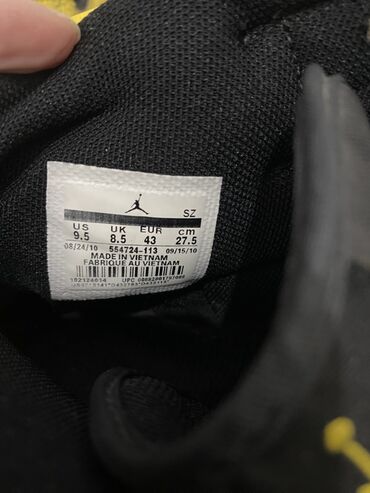 SZ
US UK EUR cm
9.5 8.5 43 27.5
08/24/10 554724-113 09/15/10
MADE IN VIETNAM
FABRIQUE AU VIETNAM
UPC